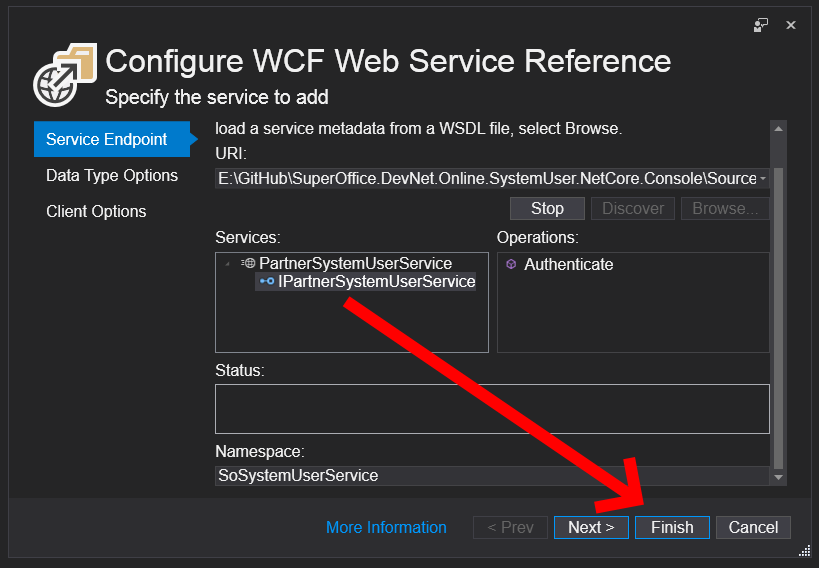 Configure WCF Web Service Reference
Specify the service to add
Service Endpoint
Data Type Options
Client Options
load a service metadata from a WSDL file, select Browse.
URI:
E:\GitHub\SuperOffice.DevNet.Online.SystemUser.NetCore.Console\Source
Stop
Discover
Browse...
Services:
PartnerSystemUserService
IPartnerSystemUserService
Operations:
Authenticate
Status:
Namespace:
SoSystemUserService
More Information
< Prev
Next >
Finish
Cancel